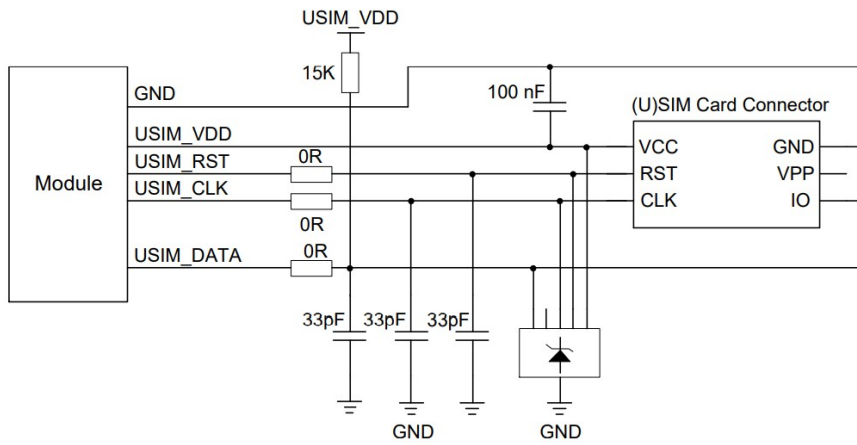 USIM_VDD
15K
GND
100 nF
(U)SIM Card Connector
USIM_VDD
VCC
GND
USIM_RST
0R
RST
VPP
Module
USIM_CLK
CLK
IO
0R
USIM_DATA
0R
33pF
33pF
33pF
GND
GND